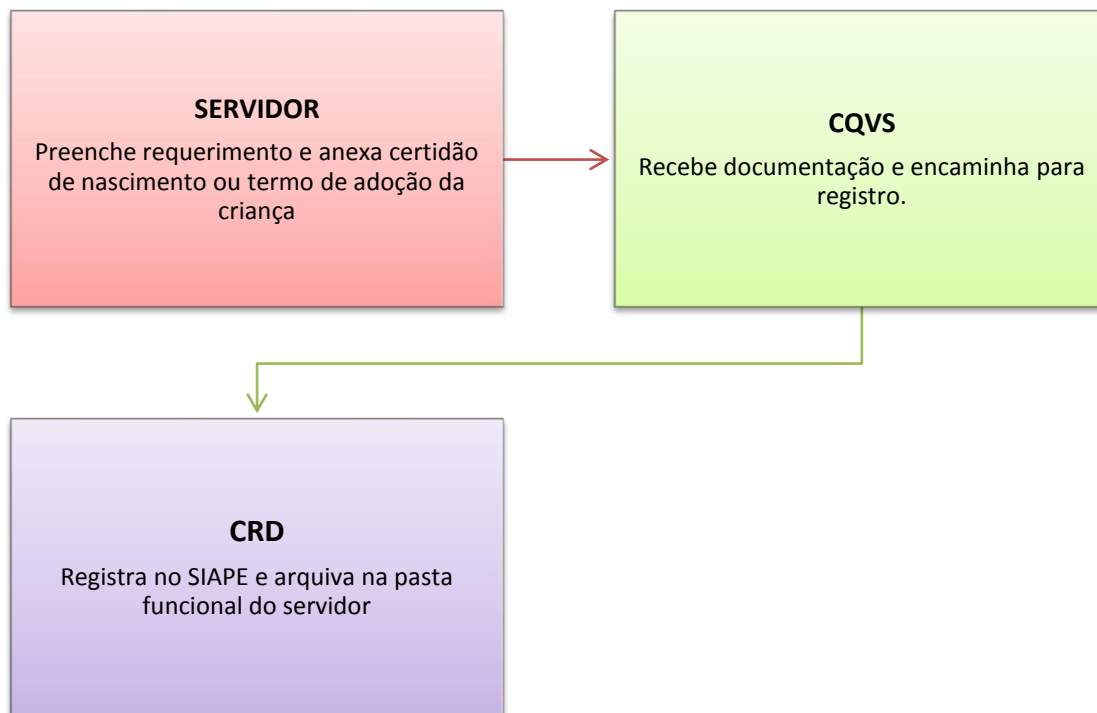 SERVIDOR
Preenche requerimento e anexa certidão
de nascimento ou termo de adoção da
criança
CQVS
Recebe documentação e encaminha para
registro.
CRD
Registra no SIAPE e arquiva na pasta
funcional do servidor